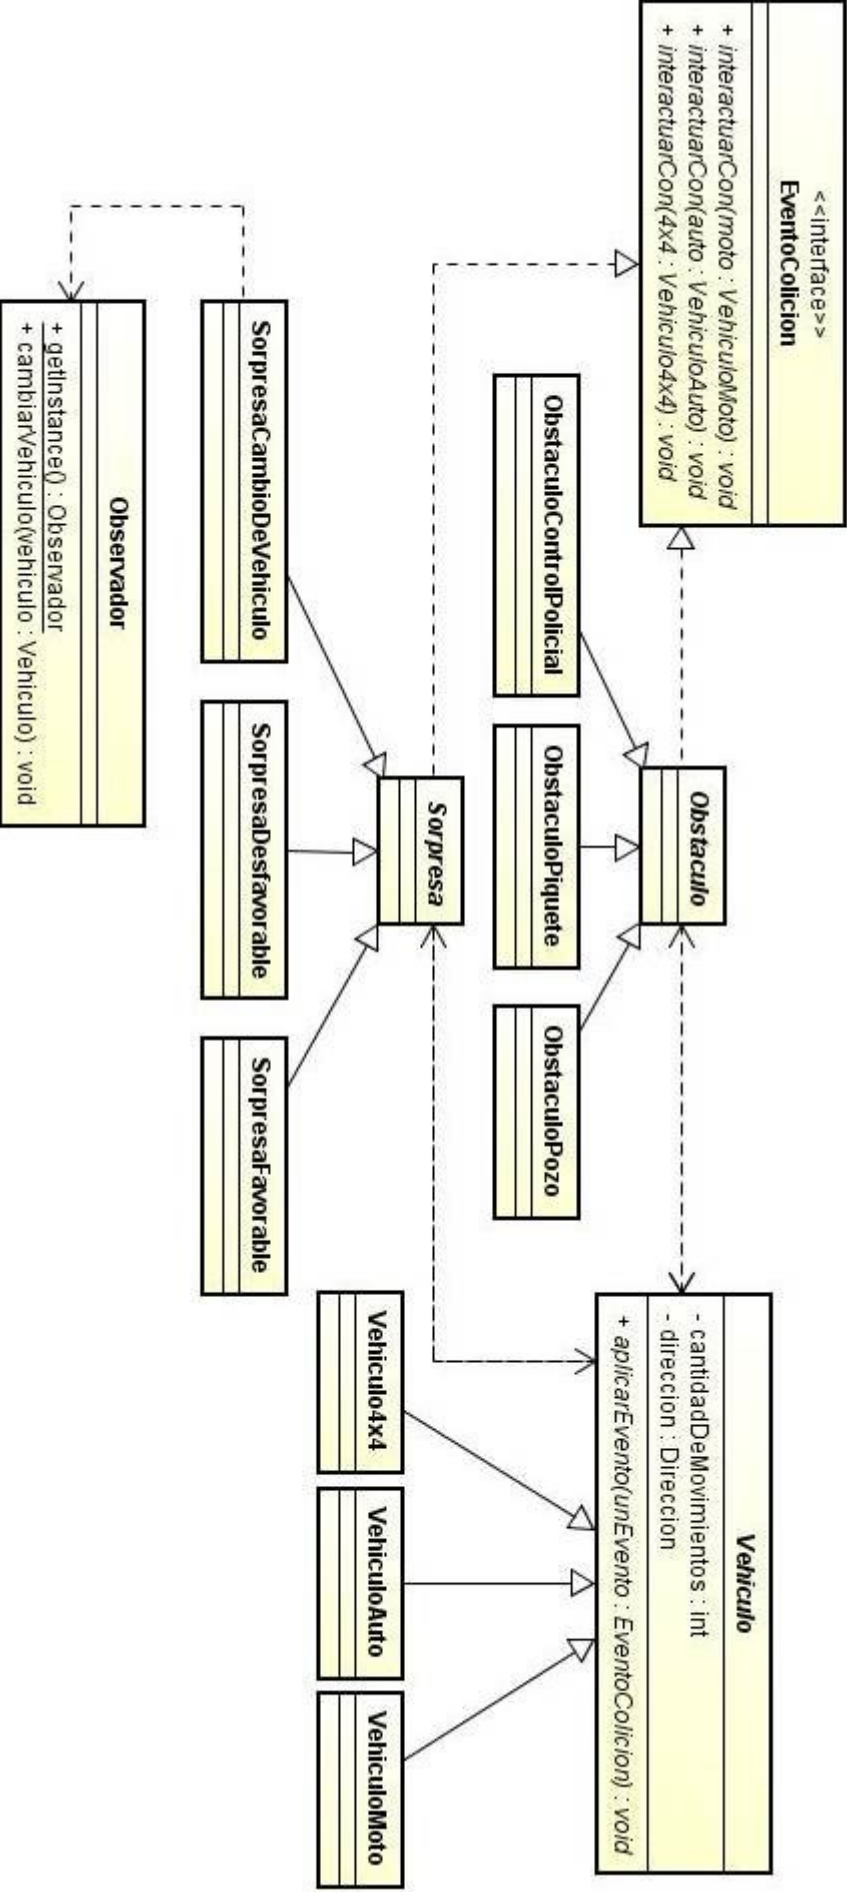 <<interface>>
EventoColicion
+ interactuarCon(moto : VehiculoMoto) : void
+ interactuarCon(auto : VehiculoAuto) : void
+ interactuarCon(4x4 : Vehiculo4x4) : void
Obstaculo
Vehiculo
- cantidadDeMovimientos : int
- direccion : Direccion
+ aplicarEvento(unEvento : EventoColicion) : void
ObstaculoControlPolicial
ObstaculoPiquete
ObstaculoPozo
Sorpresa
Vehiculo4x4
VehiculoAuto
VehiculoMoto
SorpresaCambioDeVehiculo
SorpresaDesfavorable
SorpresaFavorable
Observador
+ getInstance() : Observador
+ cambiarVehiculo(vehiculo : Vehiculo) : void